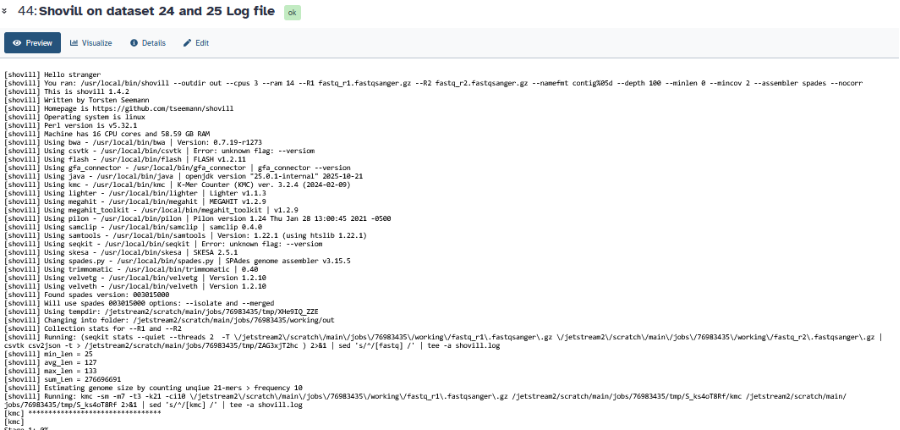 44: Shovill on dataset 24 and 25 Log file ok
Preview Visualize Details Edit
[shovill] Hello stranger
[shovill] You ran: /usr/local/bin/shovill --outdir out --cpus 3 --ram 14 --R1 fastq_r1.fastqsanger.gz --R2 fastq_r2.fastqsanger.gz --namefmt contig%05d --depth 100 --minlen 0 --mincov 2 --assembler spades --nocorr
[shovill] This is shovill 1.4.2
[shovill] Written by Torsten Seemann
[shovill] Homepage is https://github.com/tseemann/shovill
[shovill] Operating system is linux
[shovill] Perl version is v5.32.1
[shovill] Machine has 16 CPU cores and 58.59 GB RAM
[shovill] Using bwa - /usr/local/bin/bwa | Version: 0.7.19-r1273
[shovill] Using csvtk - /usr/local/bin/csvtk | Error: unknown flag: --versiom
[shovill] Using flash - /usr/local/bin/flash | FLASH v1.2.11
[shovill] Using gfa_connector - /usr/local/bin/gfa_connector | gfa_connector --version
[shovill] Using java - /usr/local/bin/java | openjdk version "25.0.1-internal" 2025-10-21
[shovill] Using kmc - /usr/local/bin/kmc | K-Mer Counter (KMC) ver. 3.2.4 (2024-02-09)
[shovill] Using lighter - /usr/local/bin/lighter | Lighter v1.1.3
[shovill] Using megahit - /usr/local/bin/megahit | MEGAHIT v1.2.9
[shovill] Using megahit_toolkit - /usr/local/bin/megahit_toolkit | v1.2.9
[shovill] Using pilon - /usr/local/bin/pilon | Pilon version 1.24 Thu Jan 28 13:00:45 2021 -0500
[shovill] Using samclip - /usr/local/bin/samclip | samclip 0.4.0
[shovill] Using samtools - /usr/local/bin/samtools | Version: 1.22.1 (using htslib 1.22.1)
[shovill] Using seqkit - /usr/local/bin/seqkit | Error: unknown flag: --versiom
[shovill] Using skesa - /usr/local/bin/skesa | SKESA 2.5.1
[shovill] Using spades.py - /usr/local/bin/spades.py | SPAdes genome assembler v3.15.5
[shovill] Using trimmomatic - /usr/local/bin/trimmomatic | 0.40
[shovill] Using velvetg - /usr/local/bin/velvetg | Version 1.2.10
[shovill] Using velveth - /usr/local/bin/velveth | Version 1.2.10
[shovill] Found spades version: 003015000
[shovill] Will use spades 003015000 options: --isolate and --merged
[shovill] Using tempdir: /jetstream2/scratch/main/jobs/76983435/tmp/XHe9IQ_ZZE
[shovill] Changing into folder: /jetstream2/scratch/main/jobs/76983435/working/out
[shovill] Collection stats for --R1 and --R2
[shovill] Running: (seqkit stats --quiet --threads 2 -T \/jetstream2\/scratch\/main\/jobs\/76983435\/working\/fastq_r1\.fastqsanger\.gz \/jetstream2\/scratch\/main\/jobs\/76983435\/working\/fastq_r2\.fastqsanger\.gz |
csvtk csv2json -t > /jetstream2/scratch/main/jobs/76983435/tmp/ZAG3xjT2hc ) 2>&1 | sed 's/^/[fastq] /' | tee -a shovill.log
[shovill] min_len = 25
[shovill] avg_len = 127
[shovill] max_len = 133
[shovill] sum_len = 276696691
[shovill] Estimating genome size by counting unqiue 21-mers > frequency 10
[shovill] Running: kmc -sm -m7 -t3 -k21 -ci10 \/jetstream2\/scratch\/main\/jobs\/76983435\/working\/fastq_r1\.fastqsanger\.gz /jetstream2/scratch/main/jobs/76983435/tmp/S_ks4oT8Rf/kmc /jetstream2/scratch/main/
jobs/76983435/tmp/S_ks4oT8Rf 2>&1 | sed 's/^/[kmc] /' | tee -a shovill.log
[kmc] *********************************
[kmc]
Stage 1: 0%